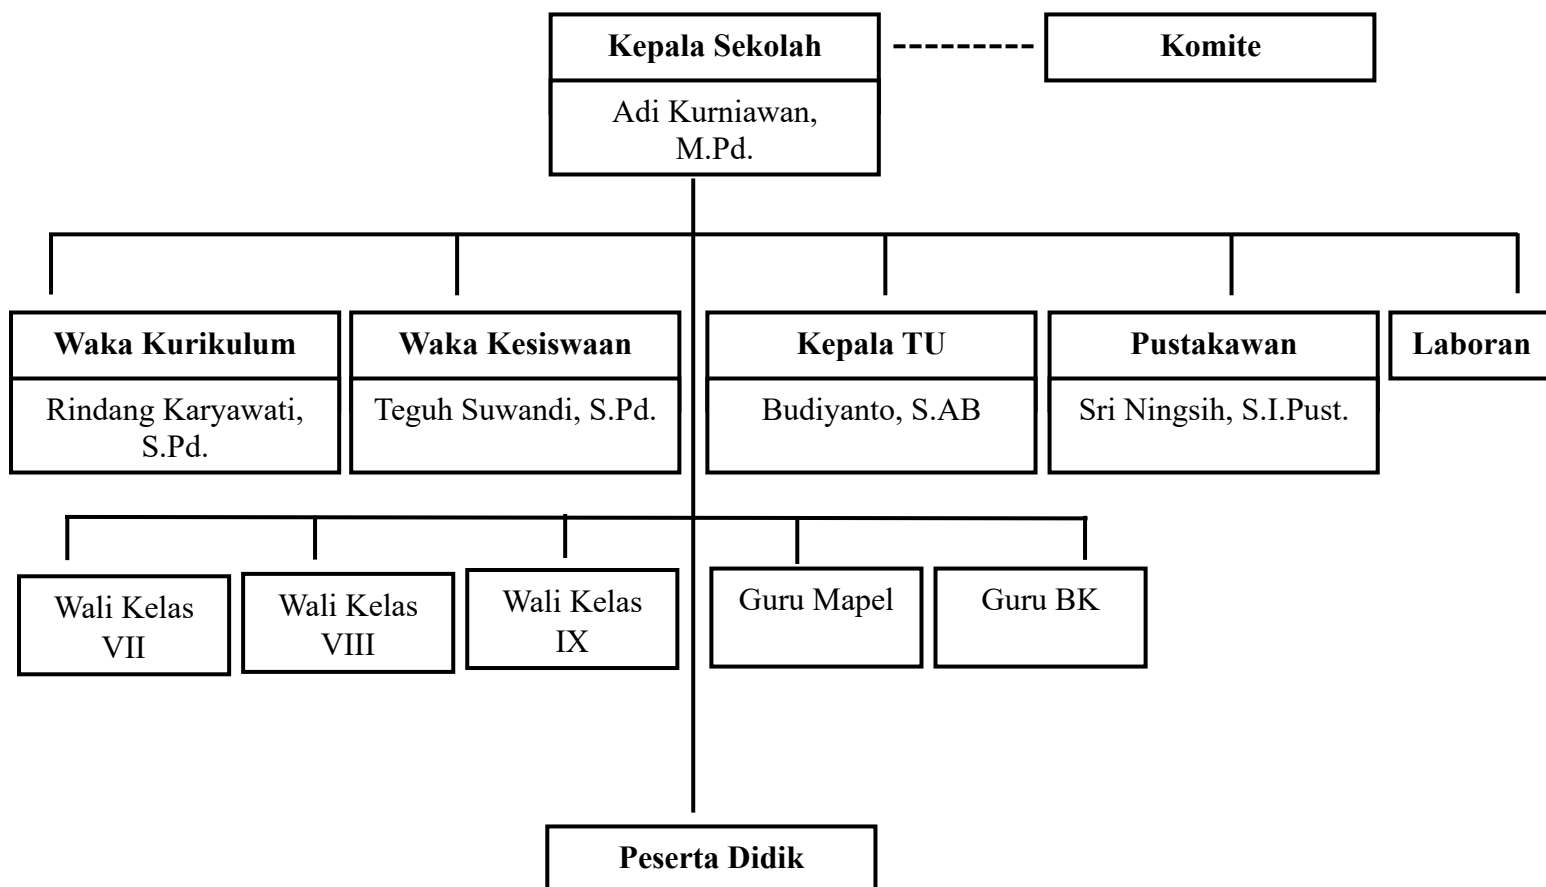 Kepala Sekolah
Komite
Adi Kurniawan,
M.Pd.
Waka Kurikulum
Waka Kesiswaan
Kepala TU
Pustakawan
Laboran
Rindang Karyawati,
S.Pd.
Teguh Suwandi, S.Pd.
Budiyanto, S.AB
Sri Ningsih, S.I.Pust.
Wali Kelas
VII
Wali Kelas
VIII
Wali Kelas
IX
Guru Mapel
Guru BK
Peserta Didik